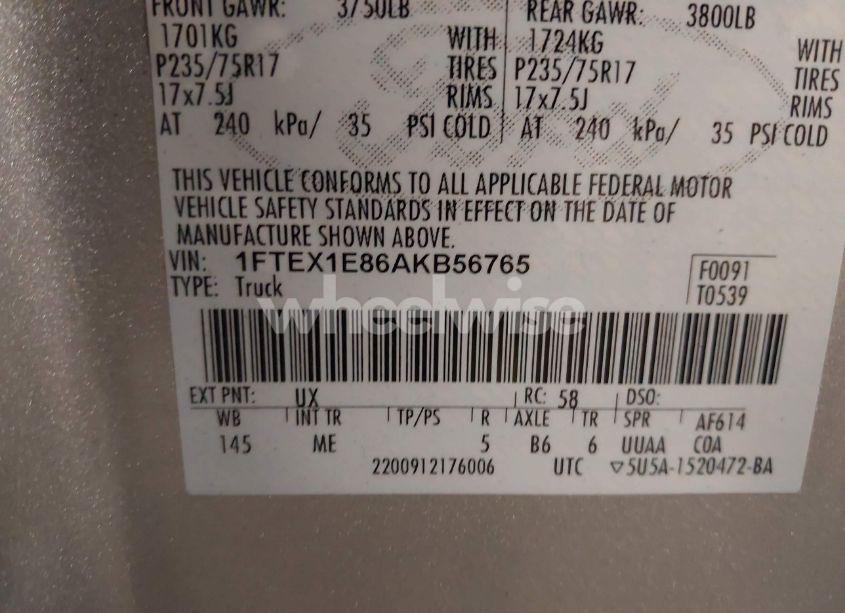 FRONT GAWR: 3750LB REAR GAWR: 3800LB
1701KG WITH 1724KG WITH
P235/75R17 TIRES P235/75R17 TIRES
17x7.5J RIMS 17x7.5J RIMS
AT 240 kPa/ 35 PSI COLD AT 240 kPa/ 35 PSI COLD
THIS VEHICLE CONFORMS TO ALL APPLICABLE FEDERAL MOTOR
VEHICLE SAFETY STANDARDS IN EFFECT ON THE DATE OF
MANUFACTURE SHOWN ABOVE.
VIN: 1FTEX1E86AKB56765 F0091
TYPE: Truck T0539
wheelwise
EXT PNT: UX RC: 58 DSO:
WB INT TR TP/PS R AXLE TR SPR AF614
145 ME 5 B6 6 UUAA COA
2200912176006 UTC ▽5U5A-1520472-BA